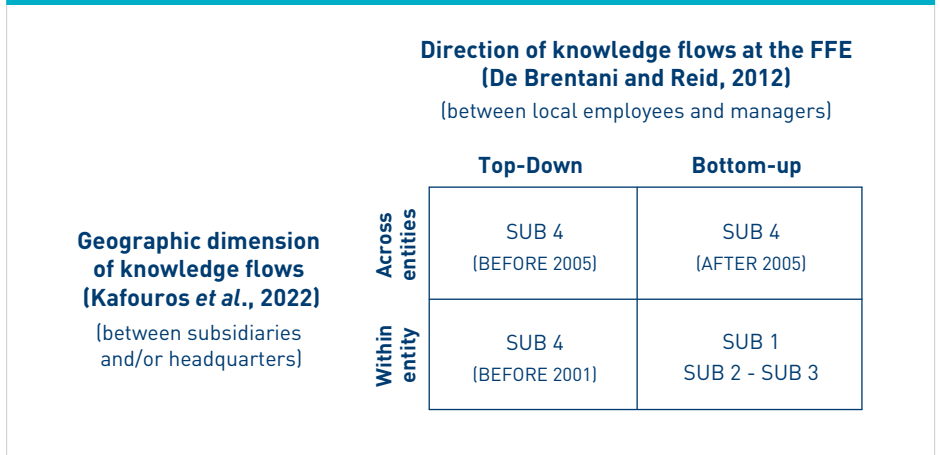 Direction of knowledge flows at the FFE
(De Brentani and Reid, 2012)
(between local employees and managers)
Top-Down
Bottom-up
Geographic dimension
of knowledge flows
(Kafouros et al., 2022)
(between subsidiaries
and/or headquarters)
Across
entities
SUB 4
(BEFORE 2005)
SUB 4
(AFTER 2005)
Within
entity
SUB 4
(BEFORE 2001)
SUB 1
SUB 2 - SUB 3